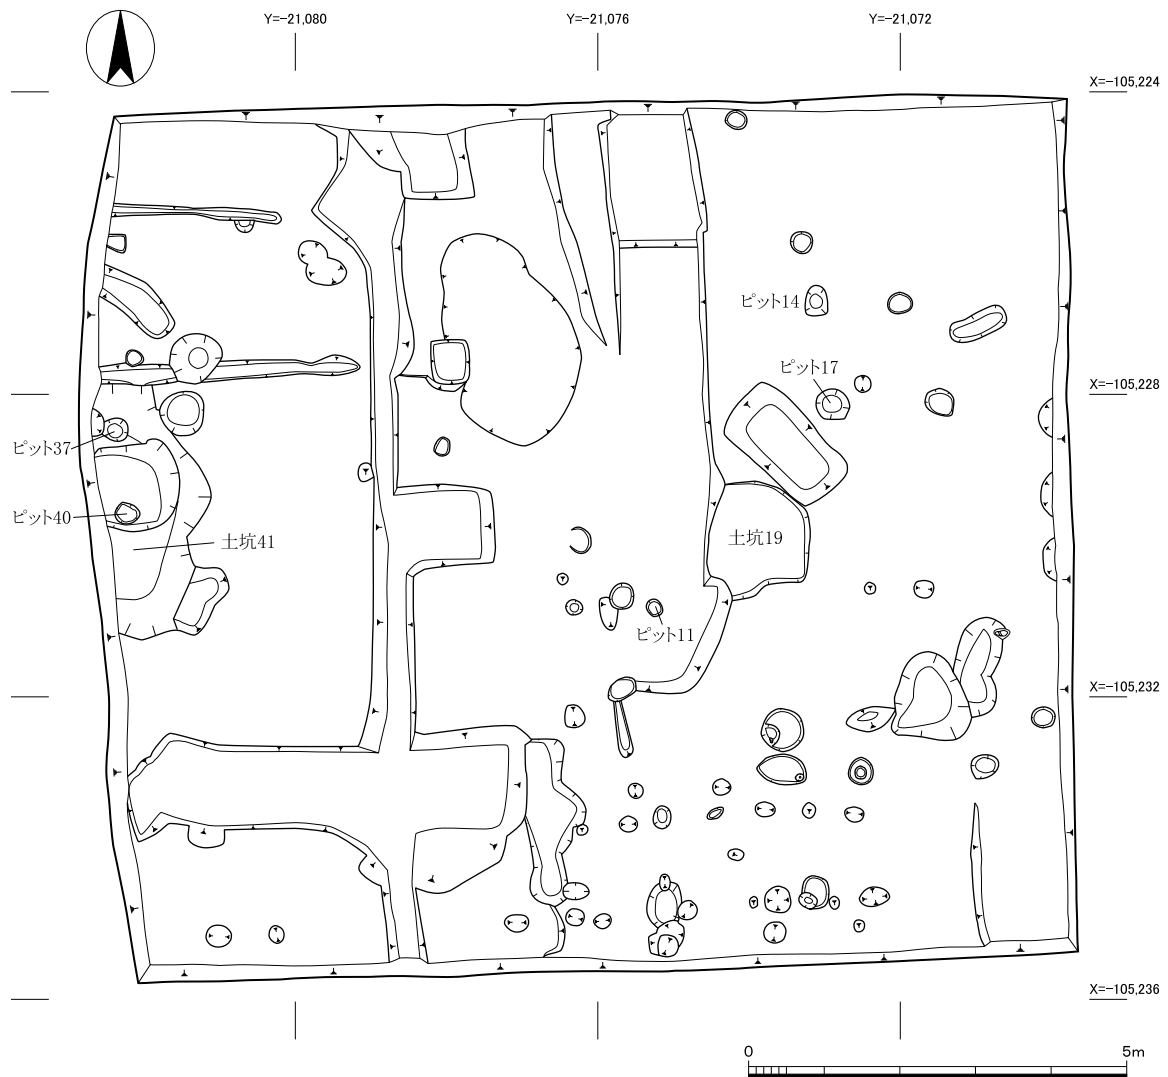 Y=-21,080
Y=-21,076
Y=-21,072
X=-105,224
ピット14
ピット17
X=-105,228
ピット37
ピット40
土坑41
土坑19
ピット11
X=-105,232
X=-105,236
0
5m